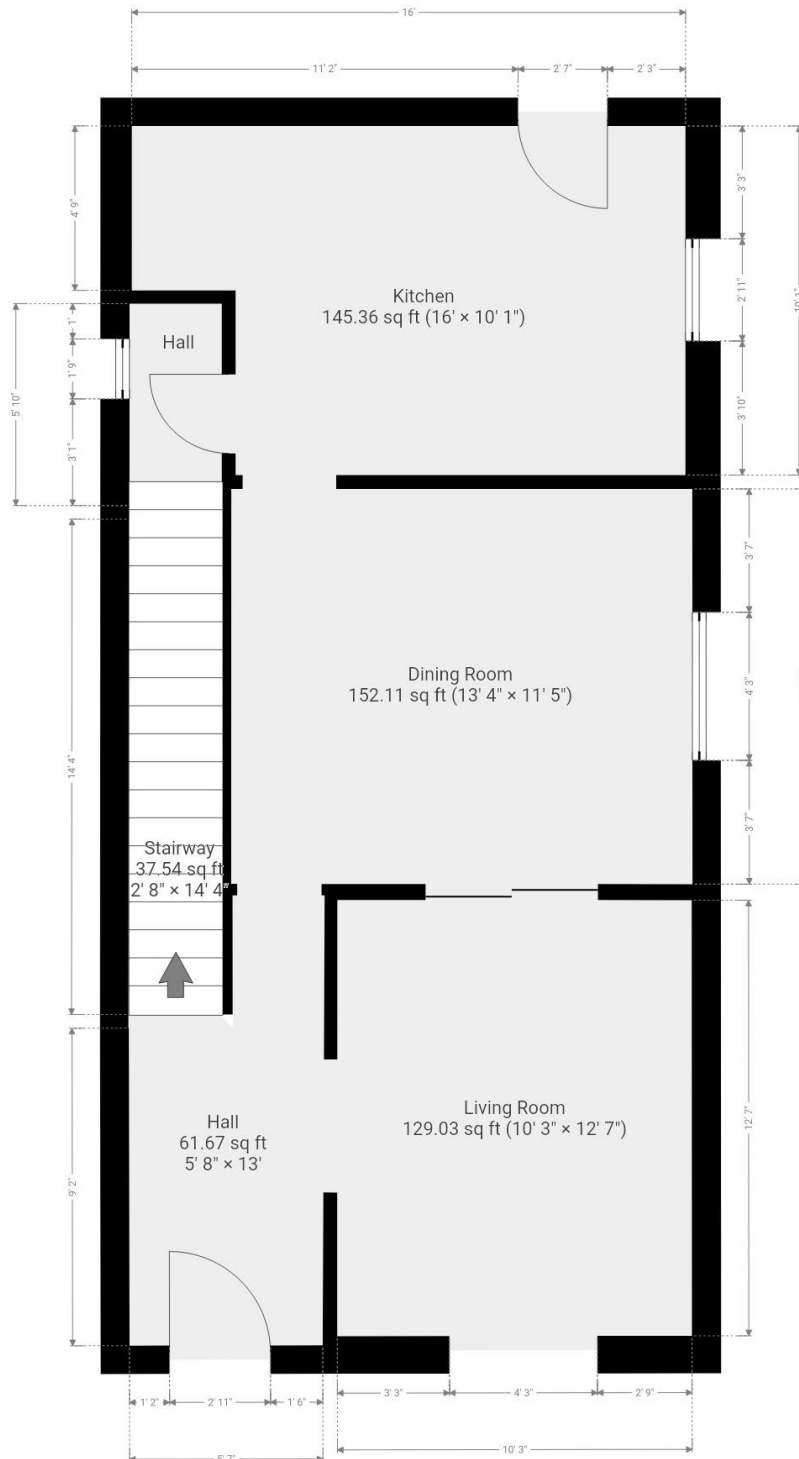 16'
11' 2"
2' 7"
2' 3"
4' 9"
3' 3"
10' 1"
2' 11"
Kitchen
145.36 sq ft (16' × 10' 1")
1'
Hall
1' 9"
5' 10"
3' 10"
3' 1"
3' 7"
4' 3"
Dining Room
152.11 sq ft (13' 4" × 11' 5")
14' 4"
3' 7"
Stairway
37.54 sq ft
2' 8" × 14' 4"
Living Room
129.03 sq ft (10' 3" × 12' 7")
12' 7"
Hall
61.67 sq ft
5' 8" × 13'
9' 2"
1' 2"
2' 11"
1' 6"
3' 3"
4' 3"
2' 9"
5' 7"
10' 3"